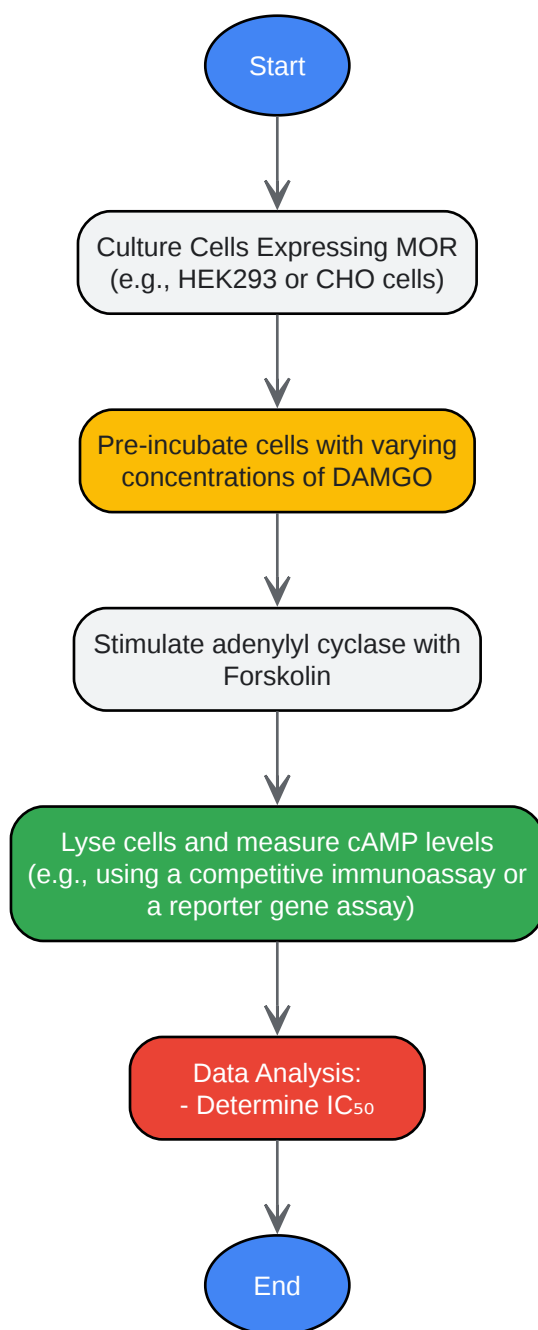 Start
Culture Cells Expressing MOR
(e.g., HEK293 or CHO cells)
Pre-incubate cells with varying
concentrations of DAMGO
Stimulate adenylyl cyclase with
Forskolin
Lyse cells and measure cAMP levels
(e.g., using a competitive immunoassay or
a reporter gene assay)
Data Analysis:
- Determine IC₅₀
End